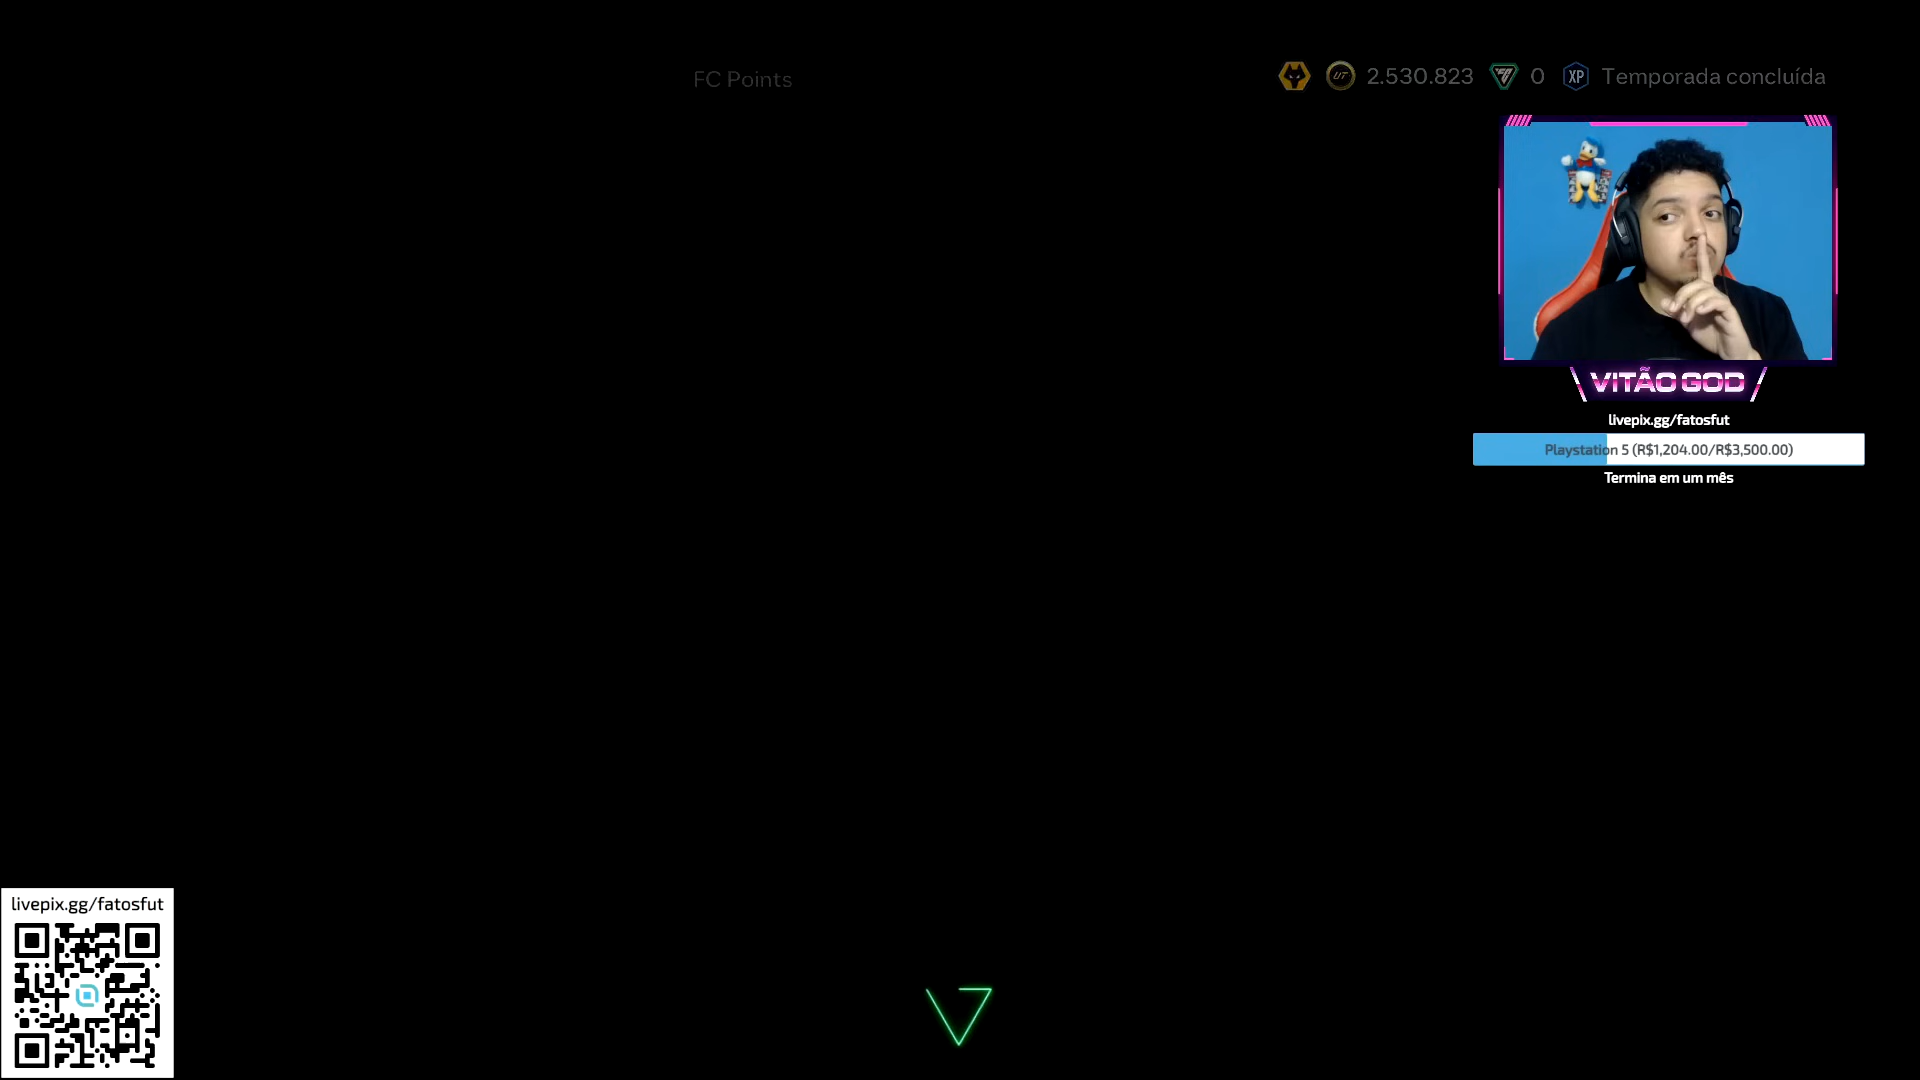 FC Points
UT 2.530.823 0 XP Temporada concluída
VITÃO GOD
livepix.gg/fatosfut
Playstation 5 (R$1,204.00/R$3,500.00)
Termina em um mês
livepix.gg/fatosfut